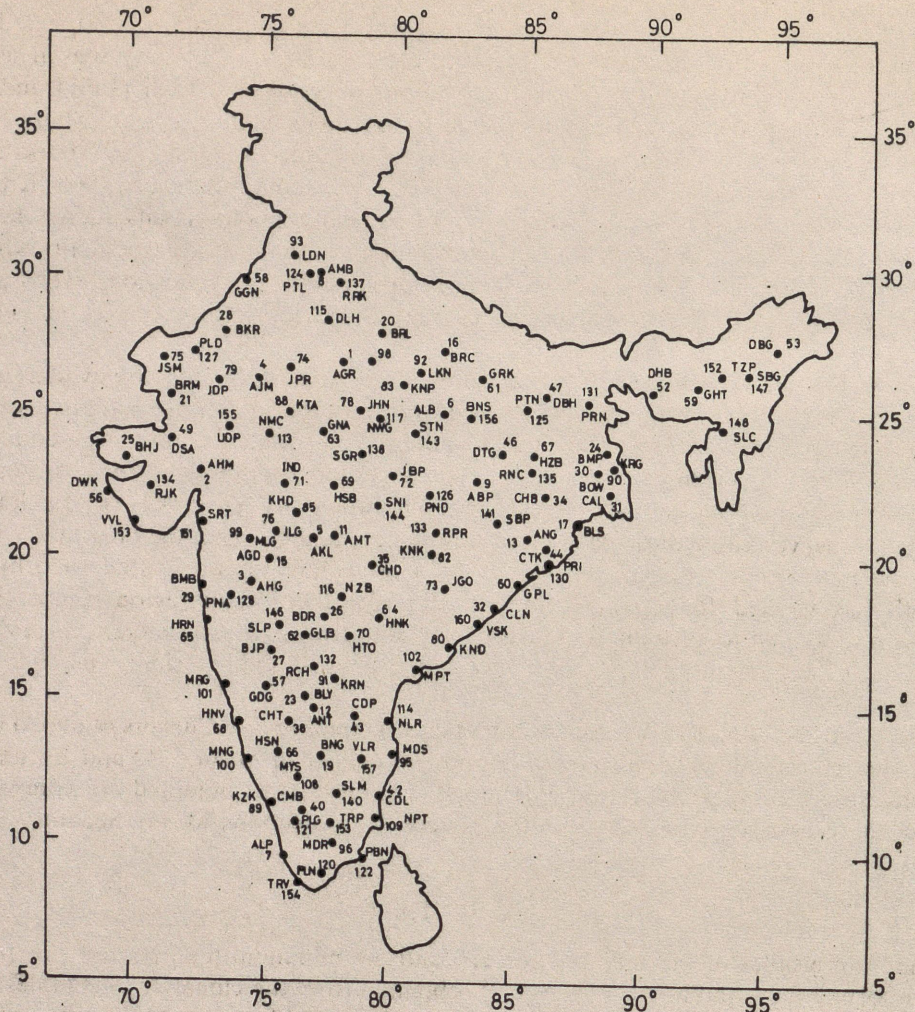 70° 75° 80° 85° 90° 95°
35° 35°
93
LDN
30° 124 AMB 30°
58 PTL 8 137
GGN RRK
115 DLH
28 20
BKR BRL
PLD 16 DBG 53
75 127 74 1 98 92 BRC
JSM 79 4 JPR AGR LKN GRK DHB 152 TZP
BRM JDP AJM 83 KNP 61 47 131 52 59 GHT SBG
21 88 78 JHN ALB 6 BNS PTN DBH 147
25° 155 KTA 117 156 125 PRN 25°
49 UDP NMC GNA NWG STN 148
25 DSA 113 63 143 46 67 24 SLC
BHJ SGR 138 DTG HZB BMP KRG
AHM IND JBP RNC 135 30 90
DWK 134 2 71 69 72 9 BOW
56 RJK KHD HSB 126 ABP CHB 34 CAL
85 SNI PND 31
VVL SRT 76 144 141 SBP 17
153 151 99 JLG 5 11 133 RPR ANG BLS
MLG AKL AMT 13
20° AGD KNK 82 CTK 44 20°
15 35 PRI
BMB 3 CHD JGO 60 130
29 AHG 116 NZB 73 GPL
PNA 128
HRN 146 BDR 26 64 32 CLN
65 SLP 62 GLB 70 HNK 160 VSK
BJP HTO 80
27 132 102 KND
RCH MPT
MRG 57 91 KRN
15° 101 GDG 23 BLY CDP 114 15°
HNV CHT 12 43 NLR
68 38 ANT
HSN BNG VLR MDS
MNG 66 19 157 95
100 MYS
106 SLM 42
KZK CMB 140 CDL
89 40
PLG TRP NPT
10° 121 153 109 10°
ALP MDR 96 PBN
7 PLN 120 122
TRV
154
5° 5°
70° 75° 80° 85° 90° 95°